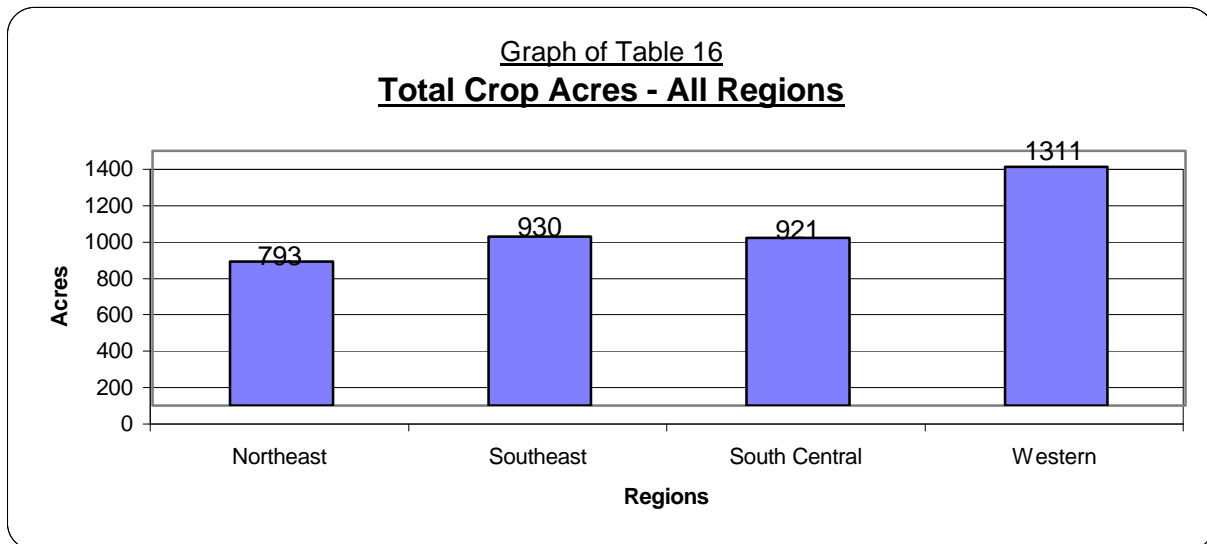 Graph of Table 16
Total Crop Acres - All Regions
1400
1200
1000
800
600
400
200
0
Acres
793
930
921
1311
Northeast Southeast South Central Western
Regions